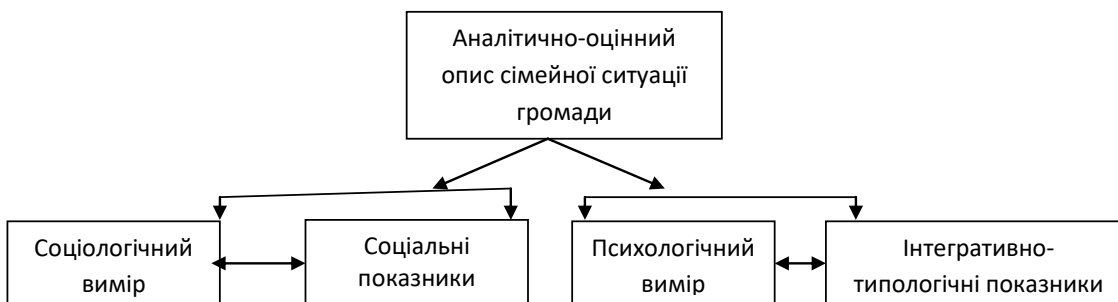 Аналітично-оцінний
опис сімейної ситуації
громади
Соціологічний
вимір
Соціальні
показники
Психологічний
вимір
Інтегративно-
типологічні показники